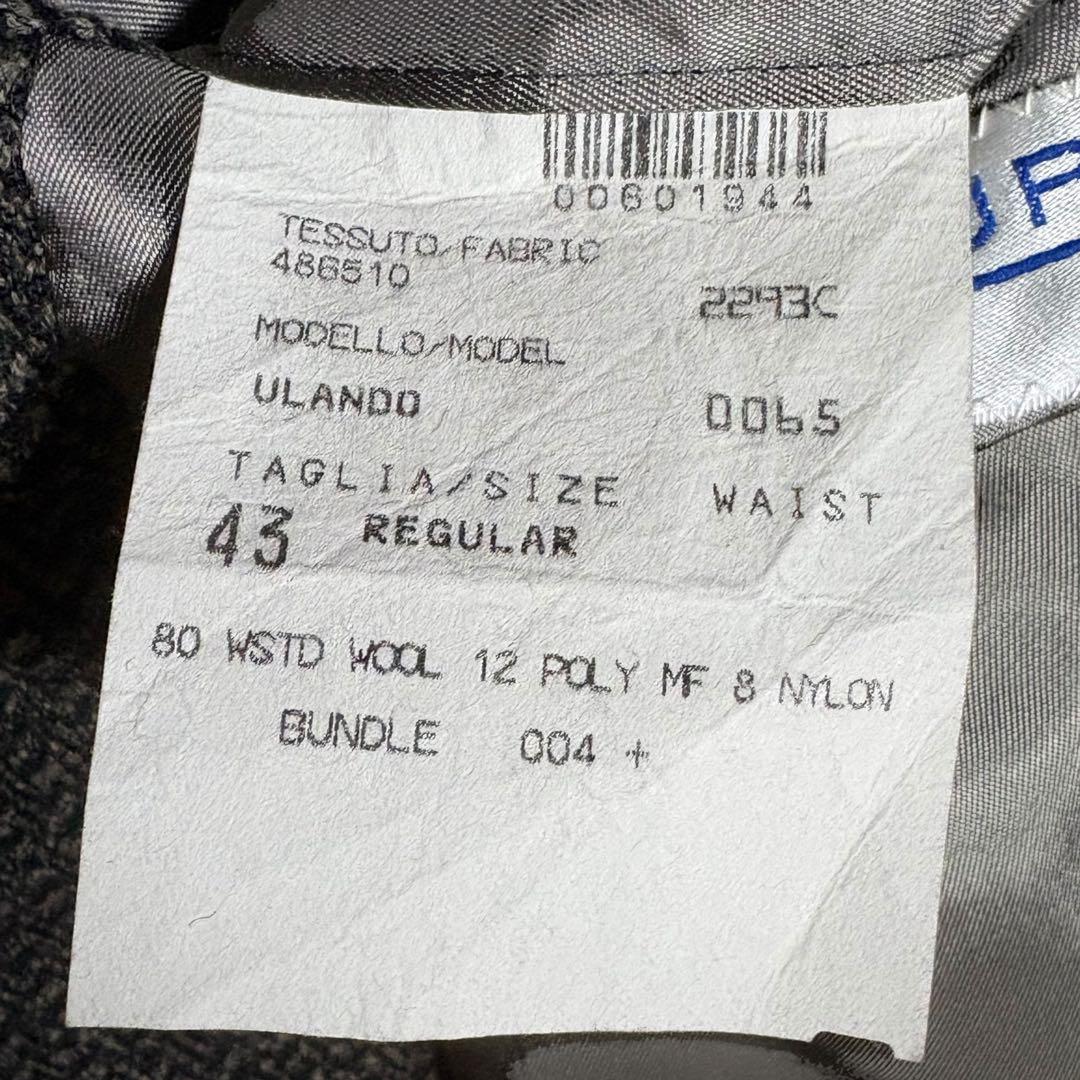 00601944
TESSUTO/FABRIC
486510
2293C
MODELLO/MODEL
ULANDO
0065
TAGLIA/SIZE WAIST
43 REGULAR
80 WSTD WOOL 12 POLY MF 8 NYLON
BUNDLE 004 +